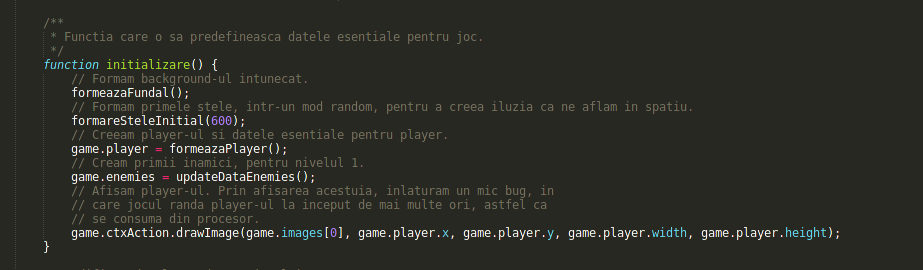 /**
 * Functia care o sa predefineasca datele esentiale pentru joc.
 */
function initializare() {
    // Formam background-ul intunecat.
    formeazaFundal();
    // Formam primele stele, intr-un mod random, pentru a creea iluzia ca ne aflam in spatiu.
    formareSteleInitial(600);
    // Creeam player-ul si datele esentiale pentru player.
    game.player = formeazaPlayer();
    // Cream primii inamici, pentru nivelul 1.
    game.enemies = updateDataEnemies();
    // Afisam player-ul. Prin afisarea acestuia, inlaturam un mic bug, in
    // care jocul randa player-ul la inceput de mai multe ori, astfel ca
    // se consuma din procesor.
    game.ctxAction.drawImage(game.images[0], game.player.x, game.player.y, game.player.width, game.player.height);
}